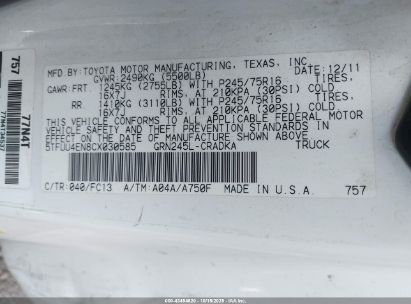 MFD.BY:TOYOTA MOTOR MANUFACTURING, TEXAS, INC.
GVWR:2490KG (5500LB) DATE:12/11
GAWR:FRT. 1245KG (2755LB) WITH P245/75R16 TIRES,
16X7J RIMS, AT 210KPA (30PSI) COLD
RR. 1410KG (3110LB) WITH P245/75R16 TIRES,
16X7J RIMS, AT 210KPA (30PSI) COLD
THIS VEHICLE CONFORMS TO ALL APPLICABLE FEDERAL MOTOR
VEHICLE SAFETY, AND THEFT PREVENTION STANDARDS IN
EFFECT ON THE DATE OF MANUFACTURE SHOWN ABOVE.
5TFUU4EN8CX030585 GRN245L-CRADKA TRUCK
C/TR:040/FC13 A/TM:A04A/A750F MADE IN U.S.A. 757
757
77N4T